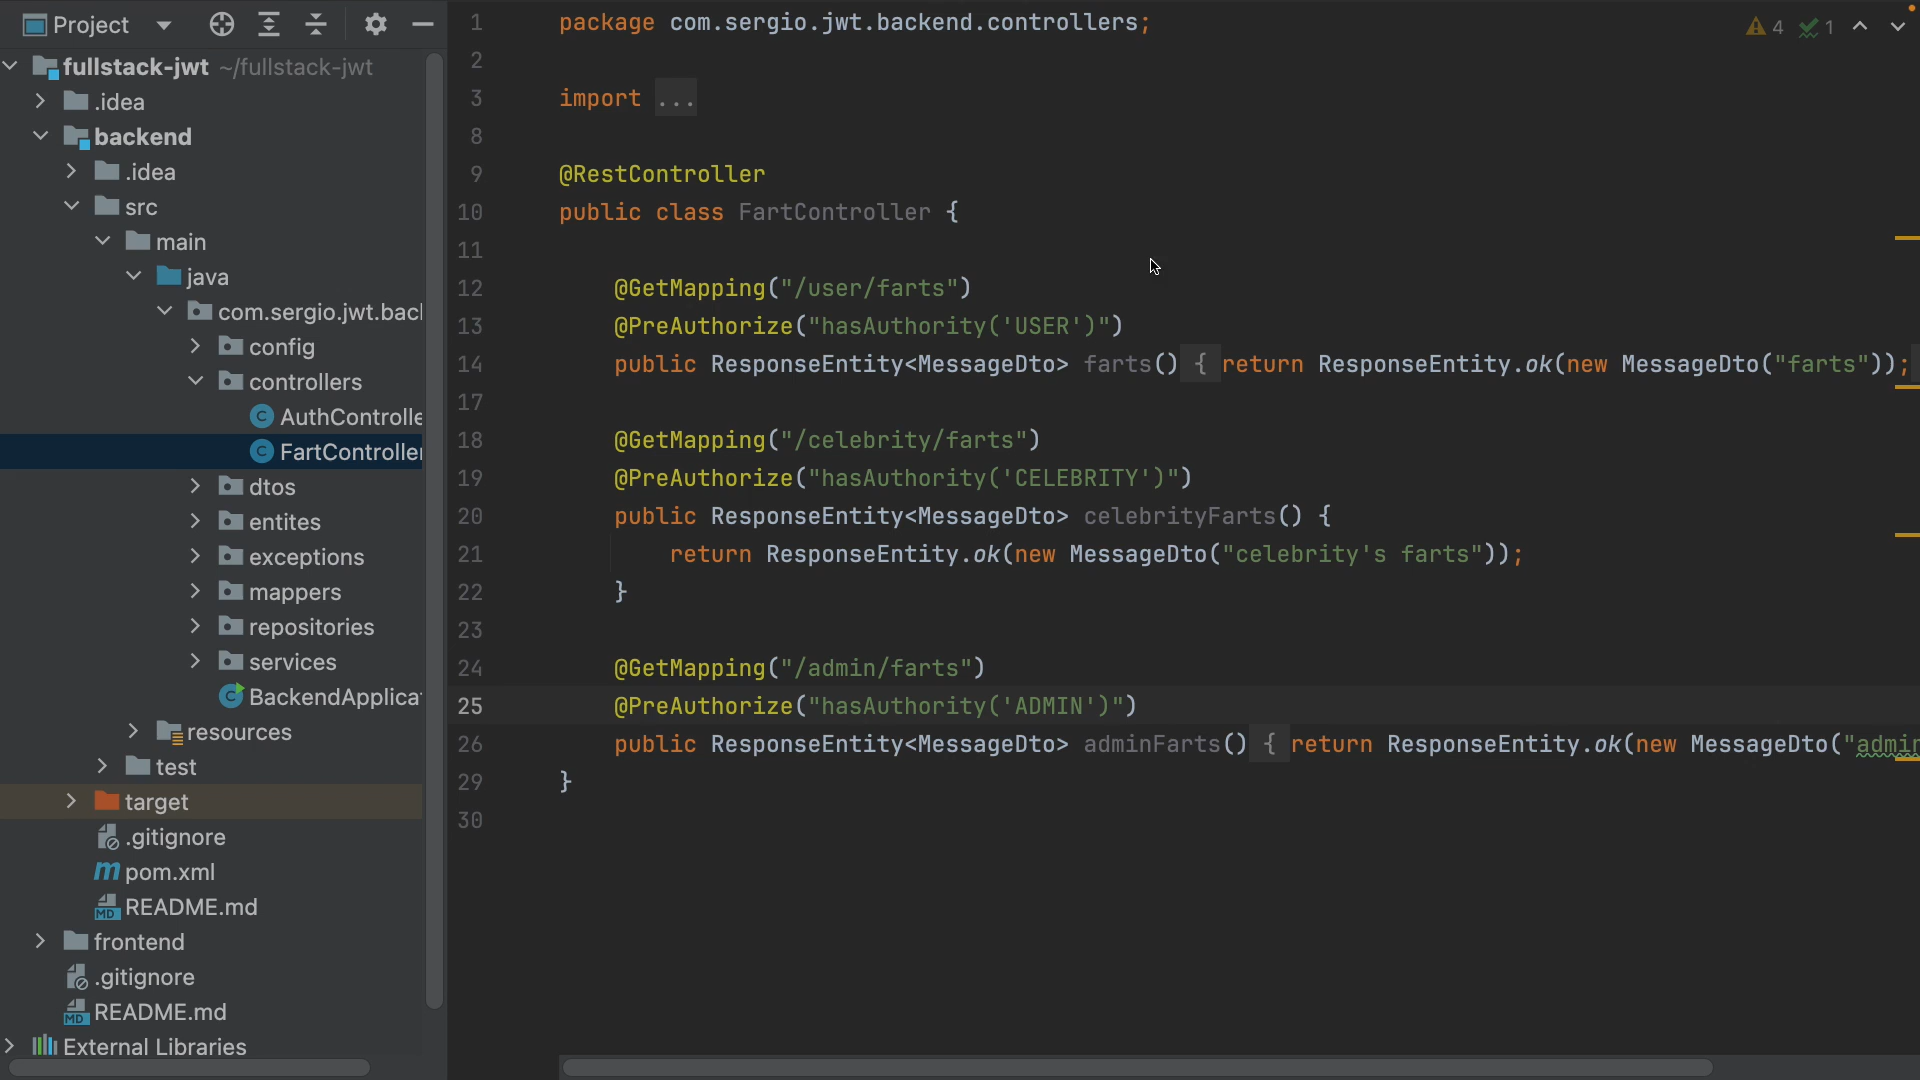 Project
fullstack-jwt ~/fullstack-jwt
.idea
backend
.idea
src
main
java
com.sergio.jwt.bac
config
controllers
AuthControlle
FartController
dtos
entites
exceptions
mappers
repositories
services
BackendApplica
resources
test
target
.gitignore
pom.xml
README.md
frontend
.gitignore
README.md
External Libraries
4 1
1 package com.sergio.jwt.backend.controllers;
2
3 import ...
8
9 @RestController
10 public class FartController {
11
12 @GetMapping("/user/farts")
13 @PreAuthorize("hasAuthority('USER')")
14 public ResponseEntity<MessageDto> farts() { return ResponseEntity.ok(new MessageDto("farts"));
17
18 @GetMapping("/celebrity/farts")
19 @PreAuthorize("hasAuthority('CELEBRITY')")
20 public ResponseEntity<MessageDto> celebrityFarts() {
21 return ResponseEntity.ok(new MessageDto("celebrity's farts"));
22 }
23
24 @GetMapping("/admin/farts")
25 @PreAuthorize("hasAuthority('ADMIN')")
26 public ResponseEntity<MessageDto> adminFarts() { return ResponseEntity.ok(new MessageDto("admin
29 }
30